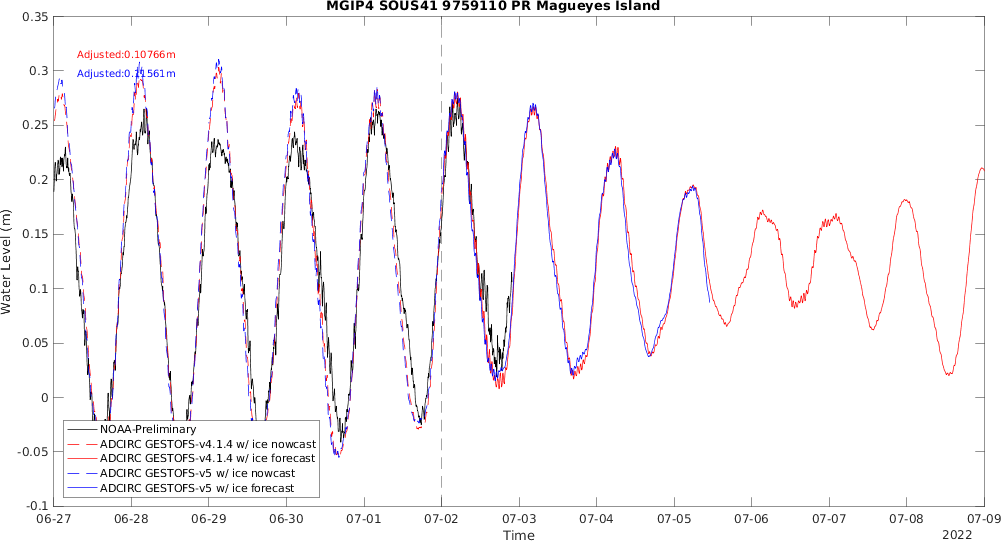 MGIP4 SOUS41 9759110 PR Magueyes Island
0.35
0.3
0.25
0.2
0.15
0.1
0.05
0
-0.05
-0.1
Water Level (m)
Adjusted:0.10766m
Adjusted:0.11561m
NOAA-Preliminary
ADCIRC GESTOFS-v4.1.4 w/ ice nowcast
ADCIRC GESTOFS-v4.1.4 w/ ice forecast
ADCIRC GESTOFS-v5 w/ ice nowcast
ADCIRC GESTOFS-v5 w/ ice forecast
06-27 06-28 06-29 06-30 07-01 07-02 07-03 07-04 07-05 07-06 07-07 07-08 07-09
Time
2022